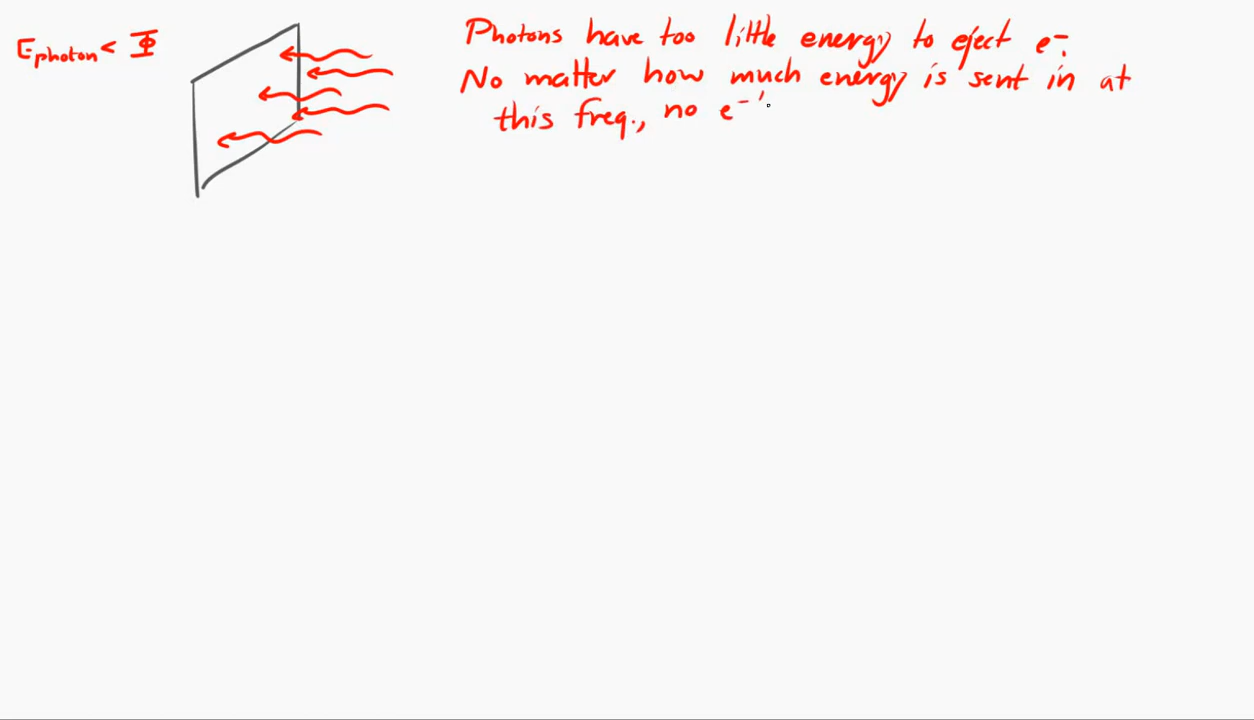 E_photon < Φ
Photons have too little energy to eject e⁻.
No matter how much energy is sent in at
this freq., no e⁻'